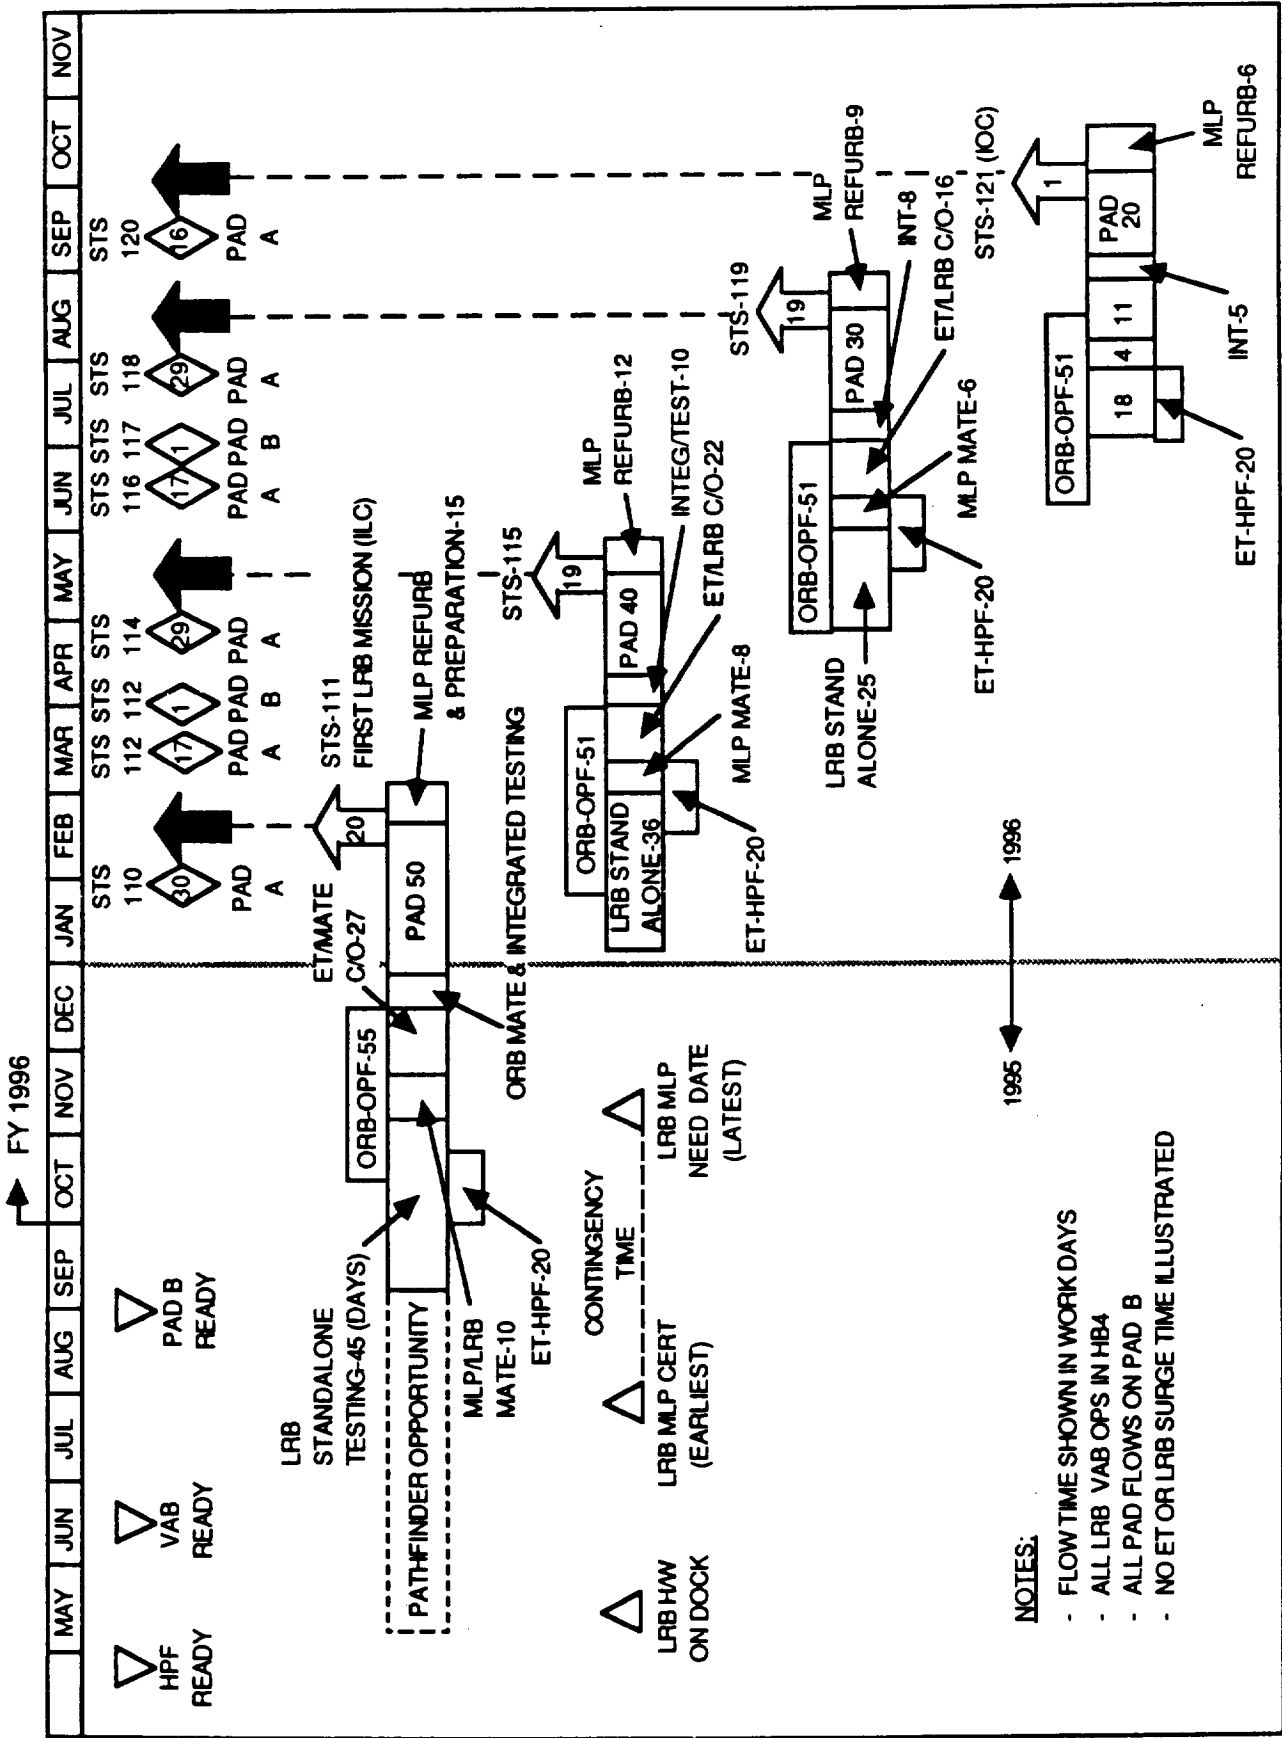 FY 1996
MAY JUN JUL AUG SEP OCT NOV DEC JAN FEB MAR APR MAY JUN JUL AUG SEP OCT NOV
HPF
READY
VAB
READY
PAD B
READY
STS
110
30
PAD
A
STS
112
17
PAD
A
STS
112
1
PAD
B
STS
114
29
PAD
A
STS
116
17
PAD
A
STS
117
1
PAD
B
STS
118
29
PAD
A
STS
120
16
PAD
A
LRB
STANDALONE
TESTING-45 (DAYS)
PATHFINDER OPPORTUNITY
MLP/LRB
MATE-10
ET-HPF-20
ORB-OPF-55
ET/MATE
C/O-27
PAD 50
ORB MATE & INTEGRATED TESTING
20
STS-111
FIRST LRB MISSION (ILC)
MLP REFURB
& PREPARATION-15
LRB H/W
ON DOCK
LRB MLP CERT
(EARLIEST)
CONTINGENCY
TIME
LRB MLP
NEED DATE
(LATEST)
ORB-OPF-51
LRB STAND
ALONE-36
PAD 40
ET-HPF-20
MLP MATE-8
ET/LRB C/O-22
INTEG/TEST-10
STS-115
19
MLP
REFURB-12
ORB-OPF-51
PAD 30
LRB STAND
ALONE-25
ET-HPF-20
MLP MATE-6
ET/LRB C/O-16
INT-8
STS-119
19
MLP
REFURB-9
ORB-OPF-51
18
4
11
PAD
20
ET-HPF-20
INT-5
STS-121 (IOC)
1
MLP
REFURB-6
1995
1996
NOTES:
- FLOW TIME SHOWN IN WORK DAYS
- ALL LRB VAB OPS IN HB4
- ALL PAD FLOWS ON PAD B
- NO ET OR LRB SURGE TIME ILLUSTRATED